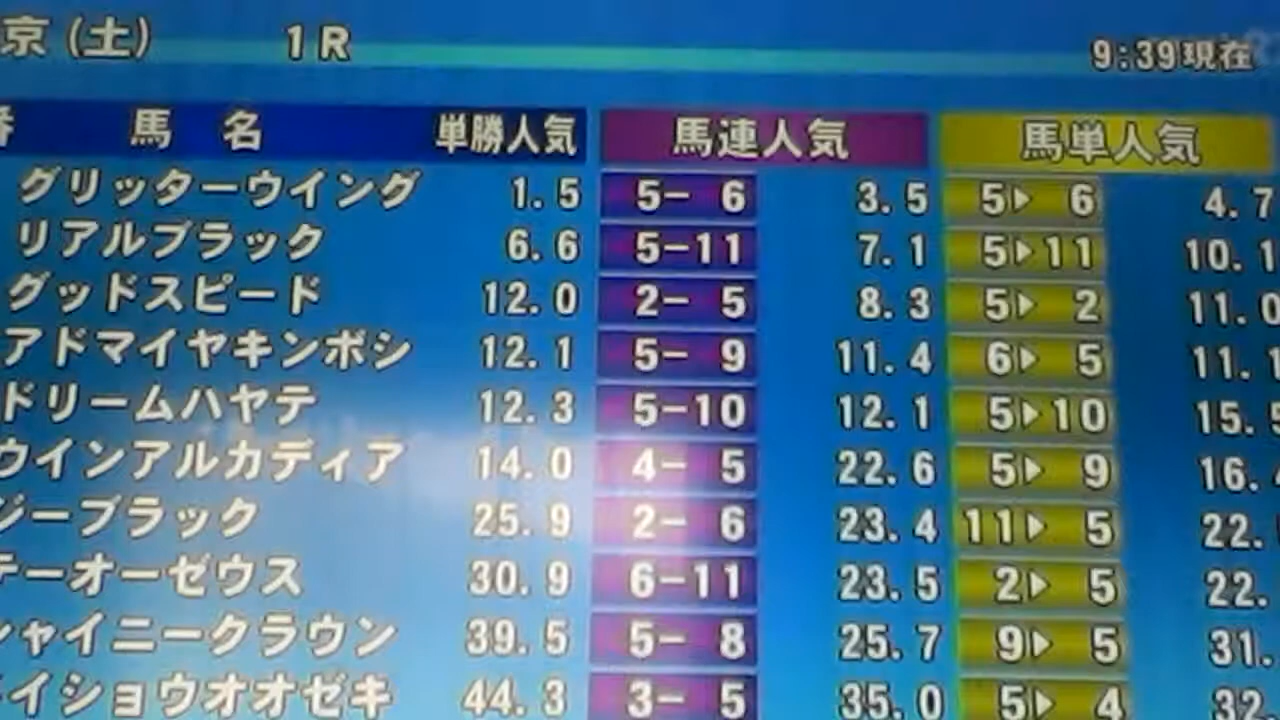 京(土) 1R 9:39現在
馬 名 単勝人気 馬連人気 馬単人気
グリッターウイング 1.5 5- 6 3.5 5▶ 6 4.7
リアルブラック 6.6 5-11 7.1 5▶11 10.1
グッドスピード 12.0 2- 5 8.3 5▶ 2 11.0
アドマイヤキンボシ 12.1 5- 9 11.4 6▶ 5 11.1
ドリームハヤテ 12.3 5-10 12.1 5▶10 15.5
ウインアルカディア 14.0 4- 5 22.6 5▶ 9 16.4
ジーブラック 25.9 2- 6 23.4 11▶ 5 22.
テーオーゼウス 30.9 6-11 23.5 2▶ 5 22.
シャイニークラウン 39.5 5- 8 25.7 9▶ 5 31.
メイショウオオゼキ 44.3 3- 5 35.0 5▶ 4 32.